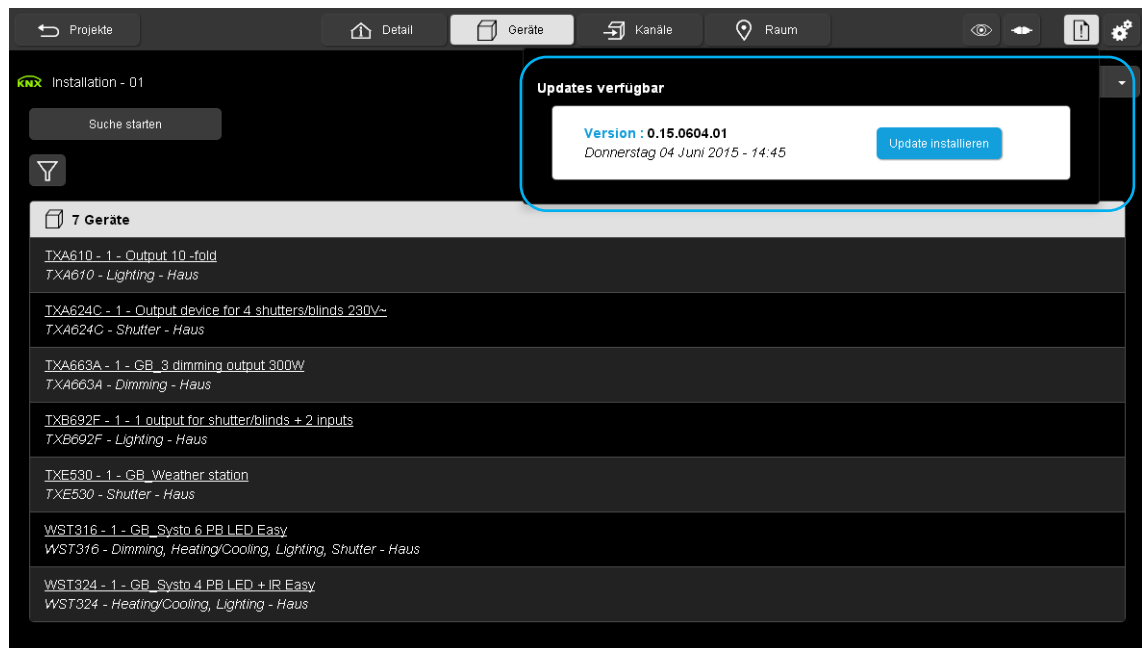 Projekte
Detail
Geräte
Kanäle
Raum
KNX Installation - 01
Updates verfügbar
Suche starten
Version : 0.15.0604.01
Donnerstag 04 Juni 2015 - 14:45
Update installieren
7 Geräte
TXA610 - 1 - Output 10 -fold
TXA610 - Lighting - Haus
TXA624C - 1 - Output device for 4 shutters/blinds 230V~
TXA624C - Shutter - Haus
TXA663A - 1 - GB_3 dimming output 300W
TXA663A - Dimming - Haus
TXB692F - 1 - 1 output for shutter/blinds + 2 inputs
TXB692F - Lighting - Haus
TXE530 - 1 - GB_Weather station
TXE530 - Shutter - Haus
WST316 - 1 - GB_Systo 6 PB LED Easy
WST316 - Dimming, Heating/Cooling, Lighting, Shutter - Haus
WST324 - 1 - GB_Systo 4 PB LED + IR Easy
WST324 - Heating/Cooling, Lighting - Haus